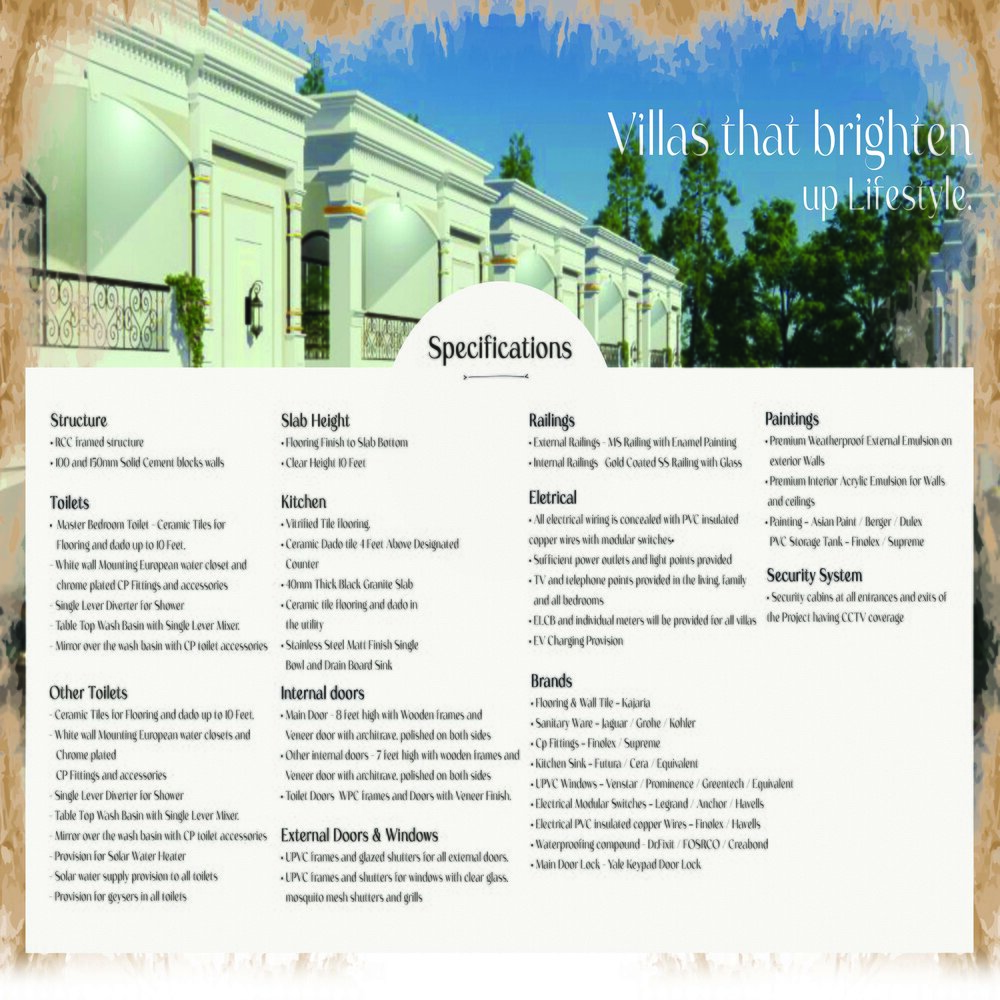 Villas that brighten
up Lifestyle.
Specifications
Structure
• RCC framed structure
• 100 and 150mm Solid Cement blocks walls
Toilets
• Master Bedroom Toilet - Ceramic Tiles for
Flooring and dado up to 10 Feet.
- White wall Mounting European water closet and
chrome plated CP Fittings and accessories
- Single Lever Diverter for Shower
- Table Top Wash Basin with Single Lever Mixer.
- Mirror over the wash basin with CP toilet accessories
Other Toilets
- Ceramic Tiles for Flooring and dado up to 10 Feet.
- White wall Mounting European water closets and
Chrome plated
CP Fittings and accessories
- Single Lever Diverter for Shower
- Table Top Wash Basin with Single Lever Mixer.
- Mirror over the wash basin with CP toilet accessories
- Provision for Solar Water Heater
- Solar water supply provision to all toilets
- Provision for geysers in all toilets
Slab Height
• Flooring Finish to Slab Bottom
• Clear Height 10 Feet
Kitchen
• Vitrified Tile flooring.
• Ceramic Dado tile 4 Feet Above Designated
Counter
• 40mm Thick Black Granite Slab
• Ceramic tile flooring and dado in
the utility
• Stainless Steel Matt Finish Single
Bowl and Drain Board Sink
Internal doors
• Main Door - 8 feet high with Wooden frames and
Veneer door with architrave, polished on both sides
• Other internal doors - 7 feet high with wooden frames and
Veneer door with architrave, polished on both sides
• Toilet Doors WPC frames and Doors with Veneer Finish.
External Doors & Windows
• UPVC frames and glazed shutters for all external doors.
• UPVC frames and shutters for windows with clear glass,
mosquito mesh shutters and grills
Railings
• External Railings - MS Railing with Enamel Painting
• Internal Railings Gold Coated SS Railing with Glass
Eletrical
• All electrical wiring is concealed with PVC insulated
copper wires with modular switches•
• Sufficient power outlets and light points provided
• TV and telephone points provided in the living, family
and all bedrooms
• ELCB and individual meters will be provided for all villas
• EV Charging Provision
Brands
• Flooring & Wall Tile - Kajaria
• Sanitary Ware - Jaguar / Grohe / Kohler
• Cp Fittings - Finolex / Supreme
• Kitchen Sink - Futura / Cera / Equivalent
• UPVC Windows - Venstar / Prominence / Greentech / Equivalent
• Electrical Modular Switches - Legrand / Anchor / Havells
• Electrical PVC insulated copper Wires - Finolex / Havells
• Waterproofing compound - Dr.Fixit / FOSRCO / Creabond
• Main Door Lock - Yale Keypad Door Lock
Paintings
• Premium Weatherproof External Emulsion on
exterior Walls
• Premium Interior Acrylic Emulsion for Walls
and ceilings
• Painting - Asian Paint / Berger / Dulex
PVC Storage Tank - Finolex / Supreme
Security System
• Security cabins at all entrances and exits of
the Project having CCTV coverage